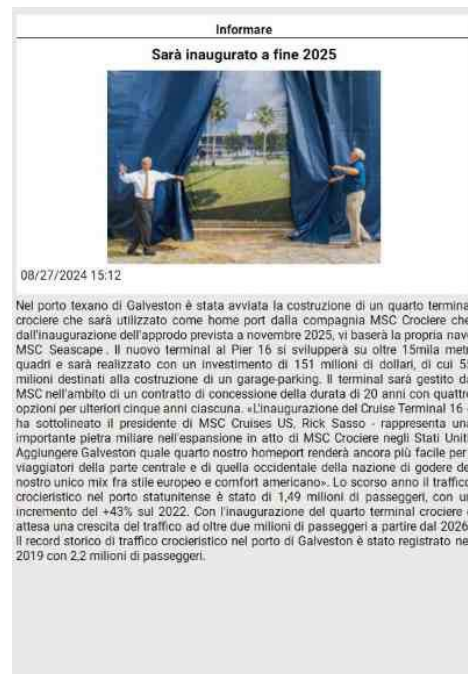 Informare
Sarà inaugurato a fine 2025
08/27/2024 15:12
Nel porto texano di Galveston è stata avviata la costruzione di un quarto terminal
crociere che sarà utilizzato come home port dalla compagnia MSC Crociere che,
dall'inaugurazione dell'approdo prevista a novembre 2025, vi baserà la propria nave
MSC Seascape . Il nuovo terminal al Pier 16 si svilupperà su oltre 15mila metri
quadri e sarà realizzato con un investimento di 151 milioni di dollari, di cui
milioni destinati alla costruzione di un garage-parking. Il terminal sarà gestito da
MSC nell'ambito di un contratto di concessione della durata di 20 anni con quattro
opzioni per ulteriori cinque anni ciascuna. «L'inaugurazione del Cruise Terminal 16 -
ha sottolineato il presidente di MSC Cruises US, Rick Sasso - rappresenta una
importante pietra miliare nell'espansione in atto di MSC Crociere negli Stati Uniti.
Aggiungere Galveston quale quarto nostro homeport renderà ancora più facile per i
viaggiatori della parte centrale e di quella occidentale della nazione di godere del
nostro unico mix fra stile europeo e comfort americano». Lo scorso anno il traffico
crocieristico nel porto statunitense è stato di 1,49 milioni di passeggeri, con un
incremento del +43% sul 2022. Con l'inaugurazione del quarto terminal crociere è
attesa una crescita del traffico ad oltre due milioni di passeggeri a partire dal 2026.
Il record storico di traffico crocieristico nel porto di Galveston è stato registrato nel
2019 con 2,2 milioni di passeggeri.